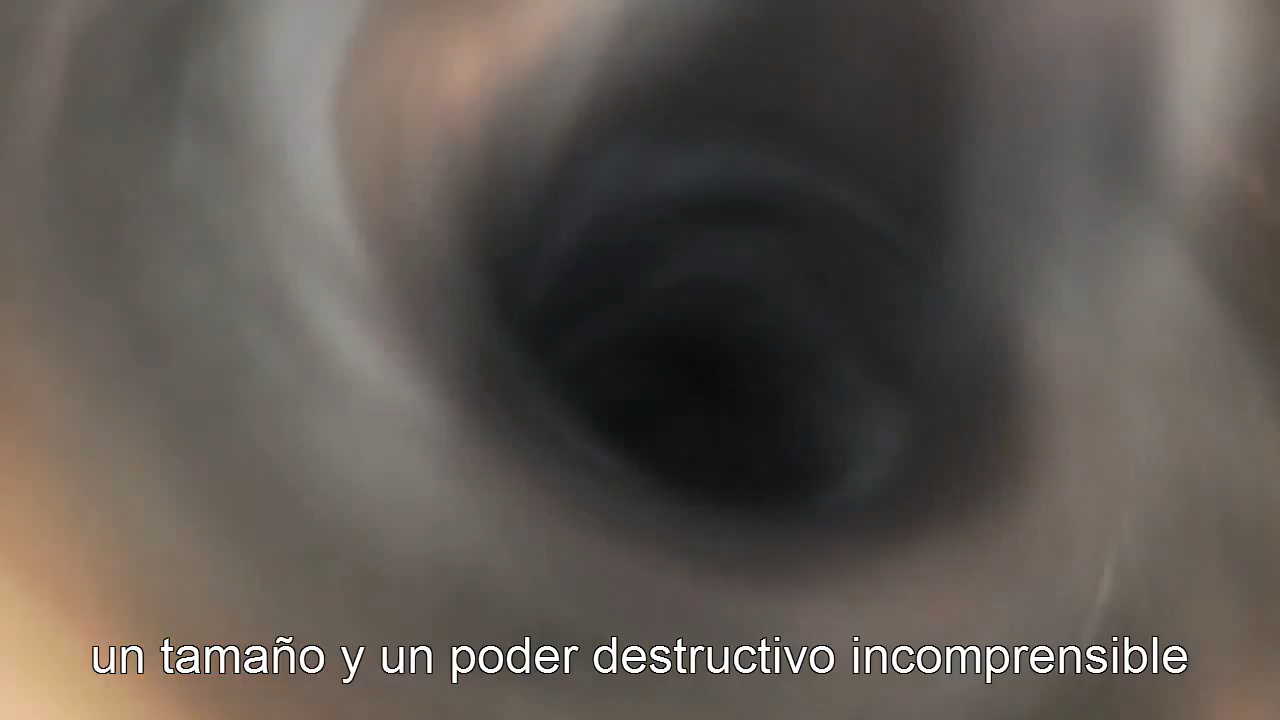 un tamaño y un poder destructivo incomprensible